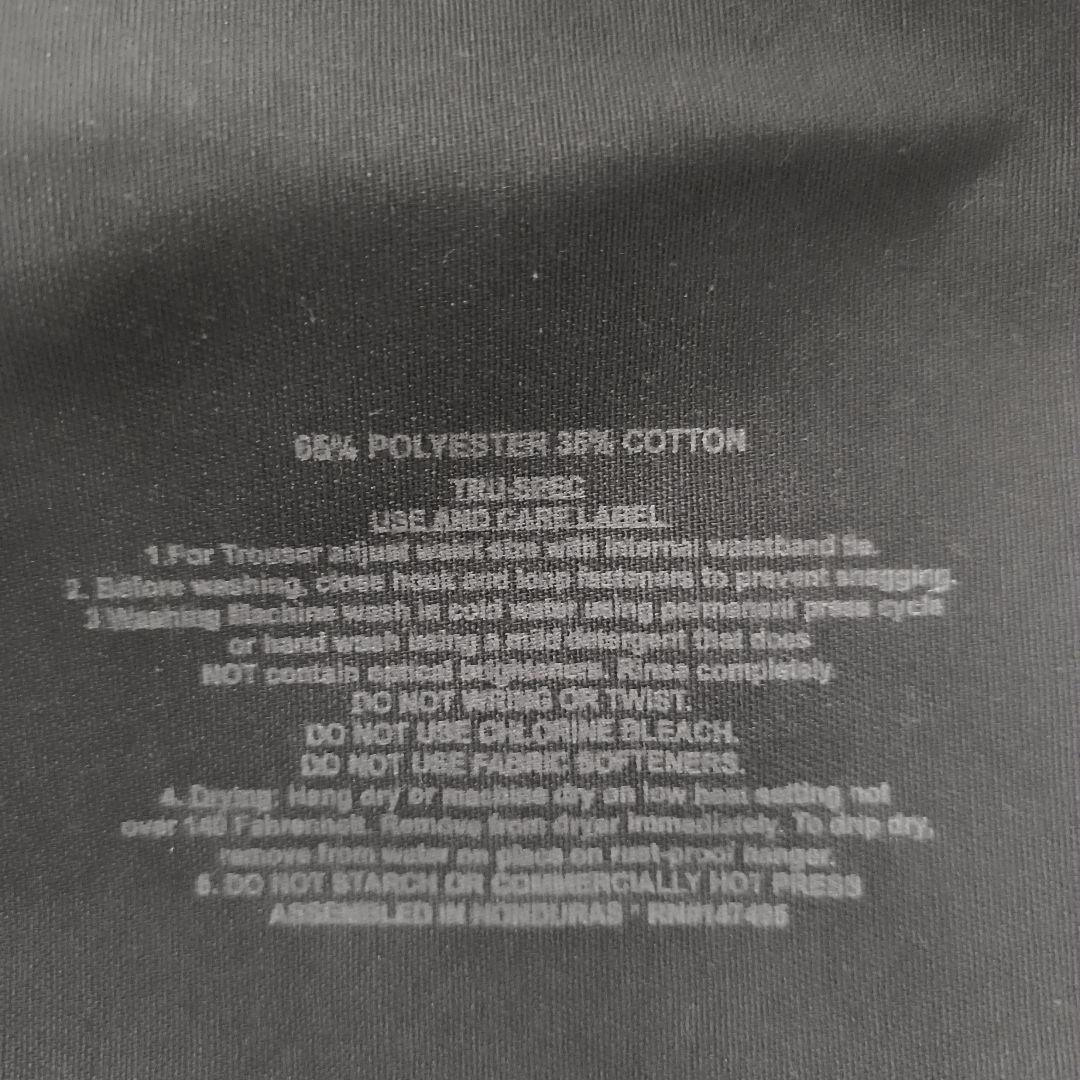 65% POLYESTER 35% COTTON
TRU-SPEC
USE AND CARE LABEL
1.For Trouser adjust waist size with internal waistband tie.
2. Before washing, close hook and loop fasteners to prevent snagging.
3 Washing Machine wash in cold water using permanent press cycle
or hand wash using a mild detergent that does
NOT contain optical brighteners. Rinse completely.
DO NOT WRING OR TWIST.
DO NOT USE CHLORINE BLEACH.
DO NOT USE FABRIC SOFTENERS.
4. Drying: Hang dry or machine dry on low heat setting not
over 140 Fahrenheit. Remove from dryer immediately. To drip dry,
remove from water on place on rust-proof hanger.
5. DO NOT STARCH OR COMMERCIALLY HOT PRESS
ASSEMBLED IN HONDURAS *